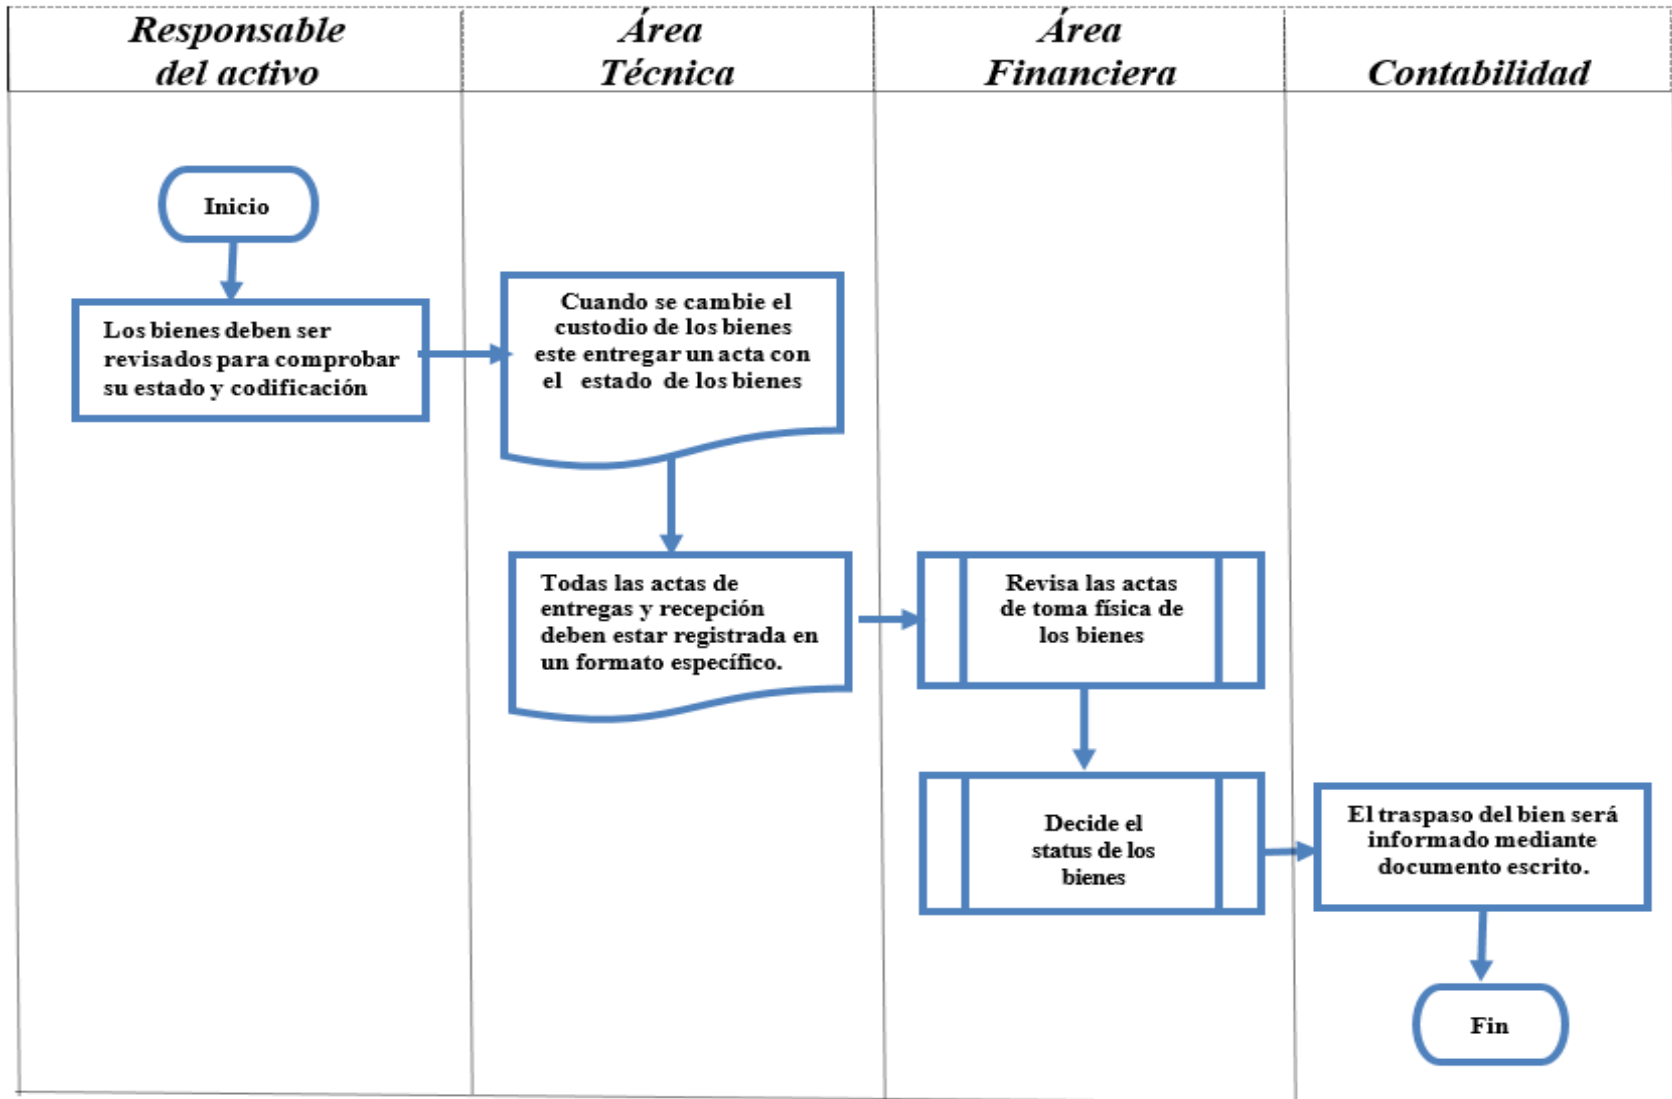 Responsable
del activo
Área
Técnica
Área
Financiera
Contabilidad
Inicio
Los bienes deben ser
revisados para comprobar
su estado y codificación
Cuando se cambie el
custodio de los bienes
este entregar un acta con
el estado de los bienes
Todas las actas de
entregas y recepción
deben estar registrada en
un formato específico.
Revisa las actas
de toma física de
los bienes
Decide el
status de los
bienes
El traspaso del bien será
informado mediante
documento escrito.
Fin